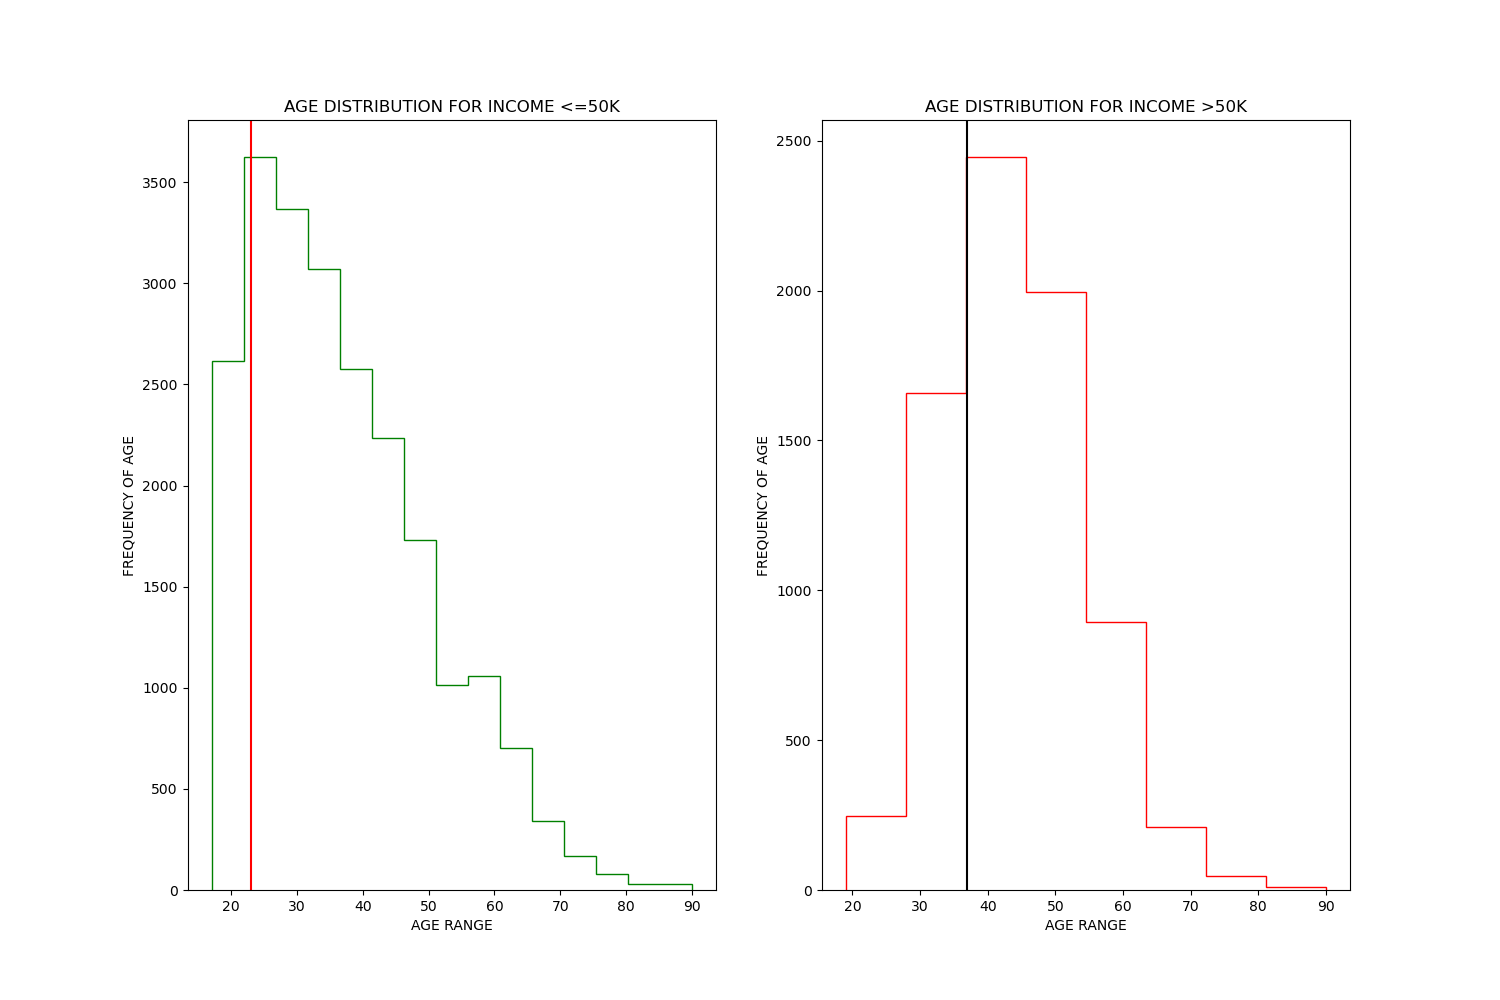 AGE DISTRIBUTION FOR INCOME <=50K
3500
3000
2500
2000
1500
1000
500
0
FREQUENCY OF AGE
20 30 40 50 60 70 80 90
AGE RANGE
AGE DISTRIBUTION FOR INCOME >50K
2500
2000
1500
1000
500
0
FREQUENCY OF AGE
20 30 40 50 60 70 80 90
AGE RANGE